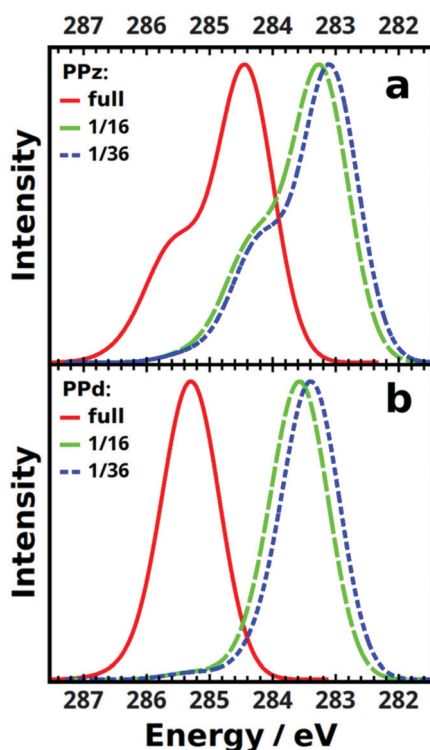 287 286 285 284 283 282
PPz:
a
full
1/16
1/36
Intensity
PPd:
b
full
1/16
1/36
Intensity
287 286 285 284 283 282
Energy / eV